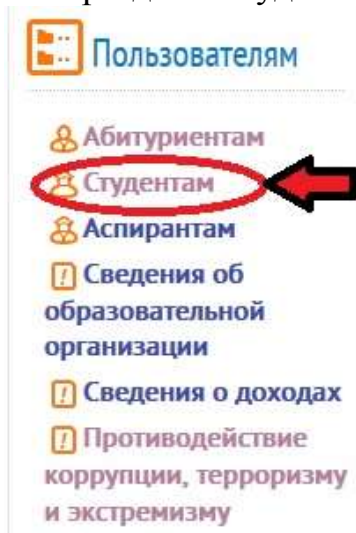 Пользователям
Абитуриентам
Студентам
Аспирантам
Сведения об
образовательной
организации
Сведения о доходах
Противодействие
коррупции, терроризму
и экстремизму